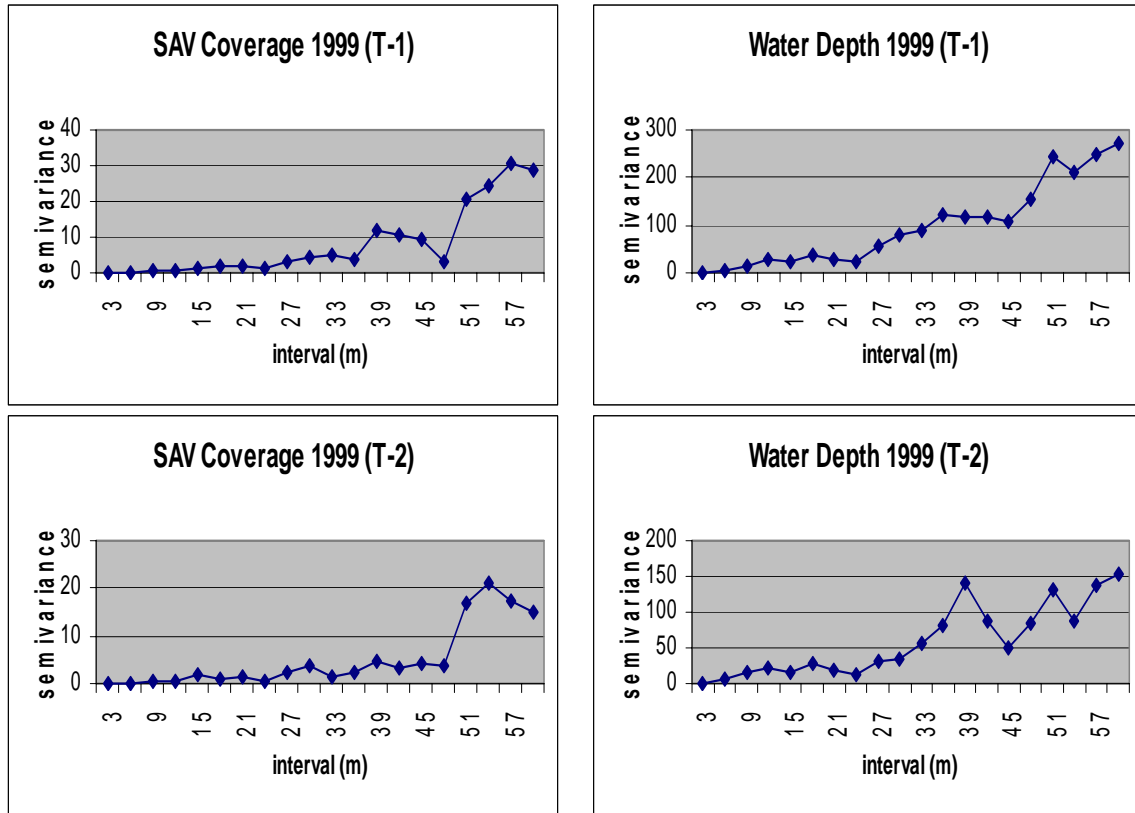 SAV Coverage 1999 (T-1)
40
30
20
10
0
semivariance
3 9 15 21 27 33 39 45 51 57
interval (m)
Water Depth 1999 (T-1)
300
200
100
0
semivariance
3 9 15 21 27 33 39 45 51 57
interval (m)
SAV Coverage 1999 (T-2)
30
20
10
0
semivariance
3 9 15 21 27 33 39 45 51 57
interval (m)
Water Depth 1999 (T-2)
200
150
100
50
0
semivariance
3 9 15 21 27 33 39 45 51 57
interval (m)